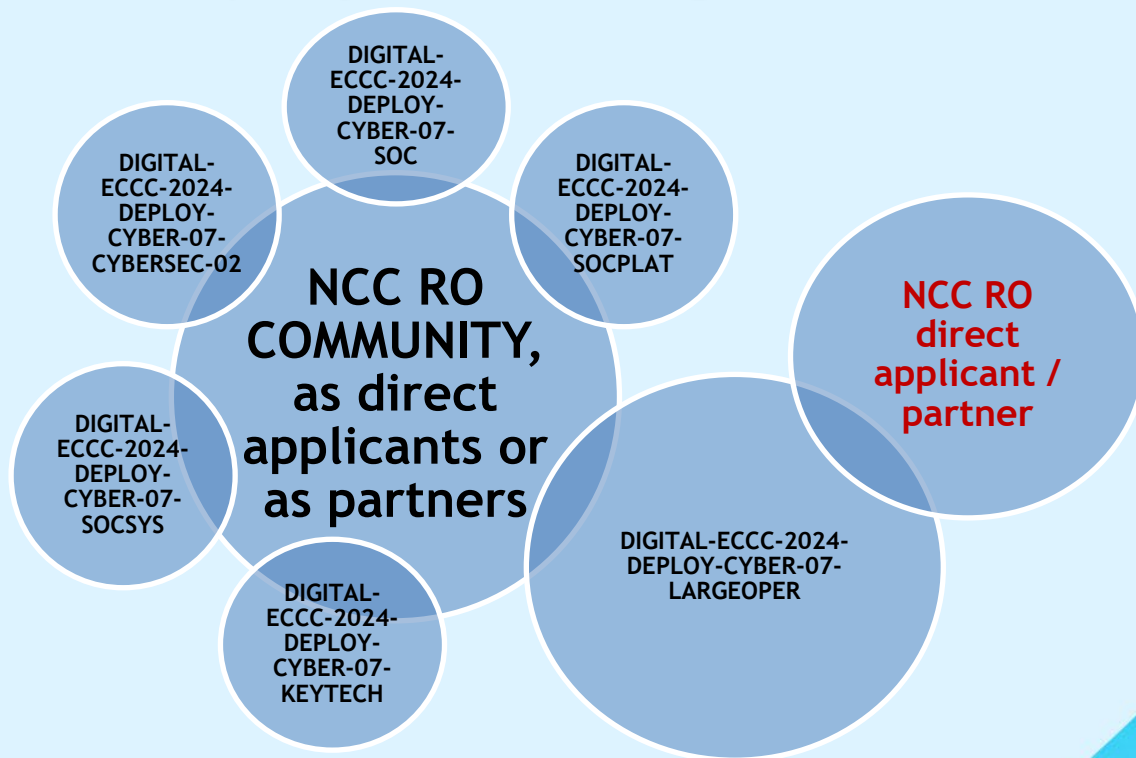 DIGITAL-
ECCC-2024-
DEPLOY-
CYBER-07-
SOC
DIGITAL-
ECCC-2024-
DEPLOY-
CYBER-07-
CYBERSEC-02
DIGITAL-
ECCC-2024-
DEPLOY-
CYBER-07-
SOCPLAT
NCC RO
COMMUNITY,
as direct
applicants or
as partners
NCC RO
direct
applicant /
partner
DIGITAL-
ECCC-2024-
DEPLOY-
CYBER-07-
SOCSYS
DIGITAL-ECCC-2024-
DEPLOY-CYBER-07-
LARGEOPER
DIGITAL-
ECCC-2024-
DEPLOY-
CYBER-07-
KEYTECH